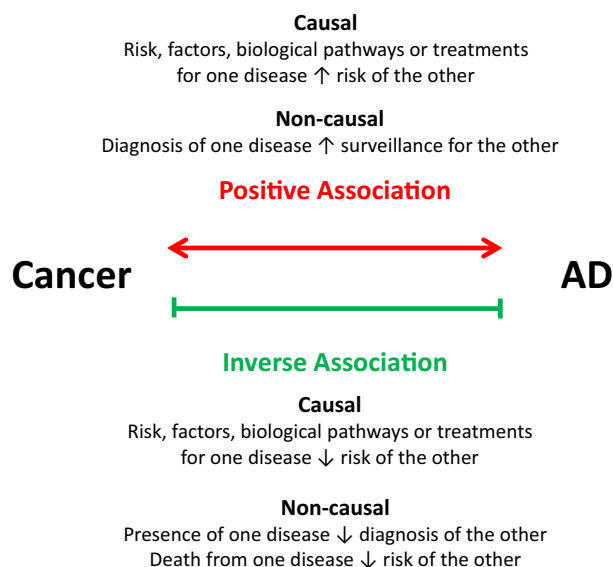 Causal
Risk, factors, biological pathways or treatments
for one disease ↑ risk of the other
Non-causal
Diagnosis of one disease ↑ surveillance for the other
Positive Association
Cancer
AD
Inverse Association
Causal
Risk, factors, biological pathways or treatments
for one disease ↓ risk of the other
Non-causal
Presence of one disease ↓ diagnosis of the other
Death from one disease ↓ risk of the other